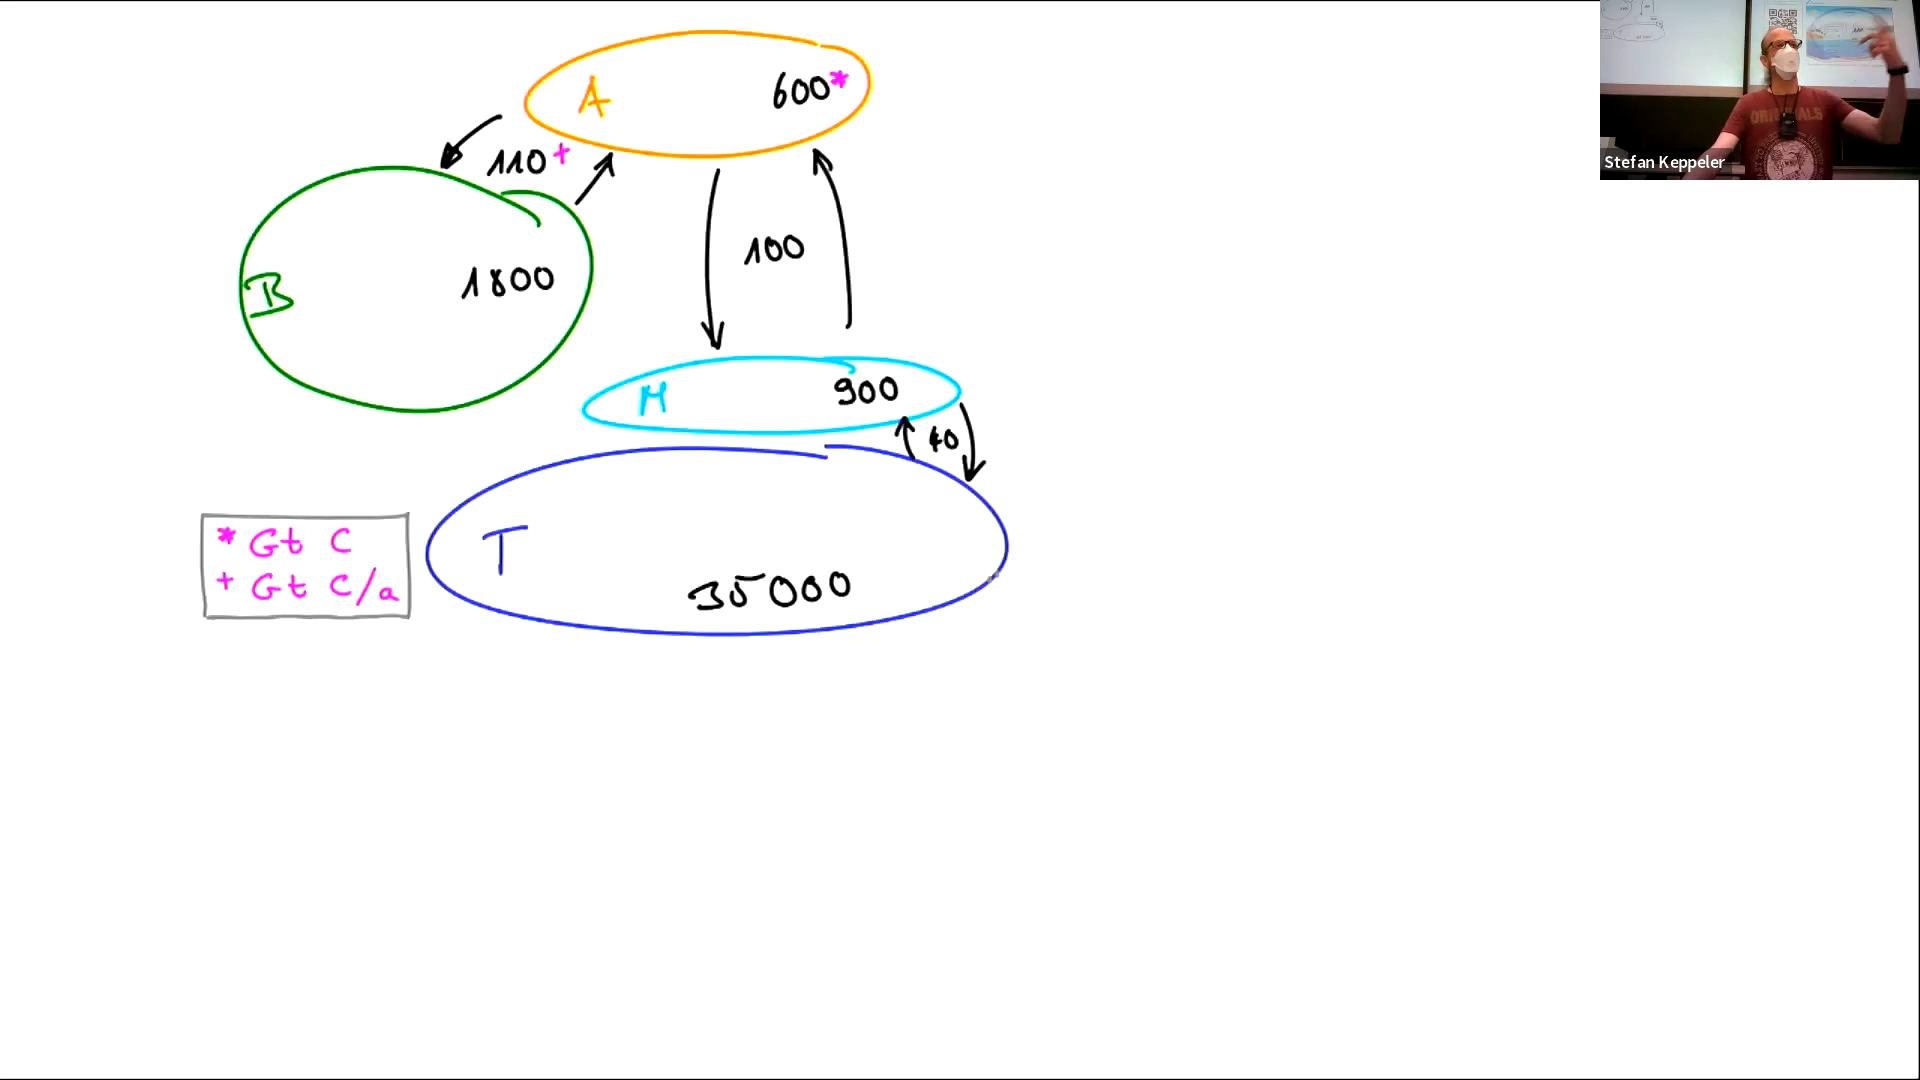 A 600*
110+
100
B 1800
M 900
40
T
35000
* Gt C
+ Gt C/a
Stefan Keppeler